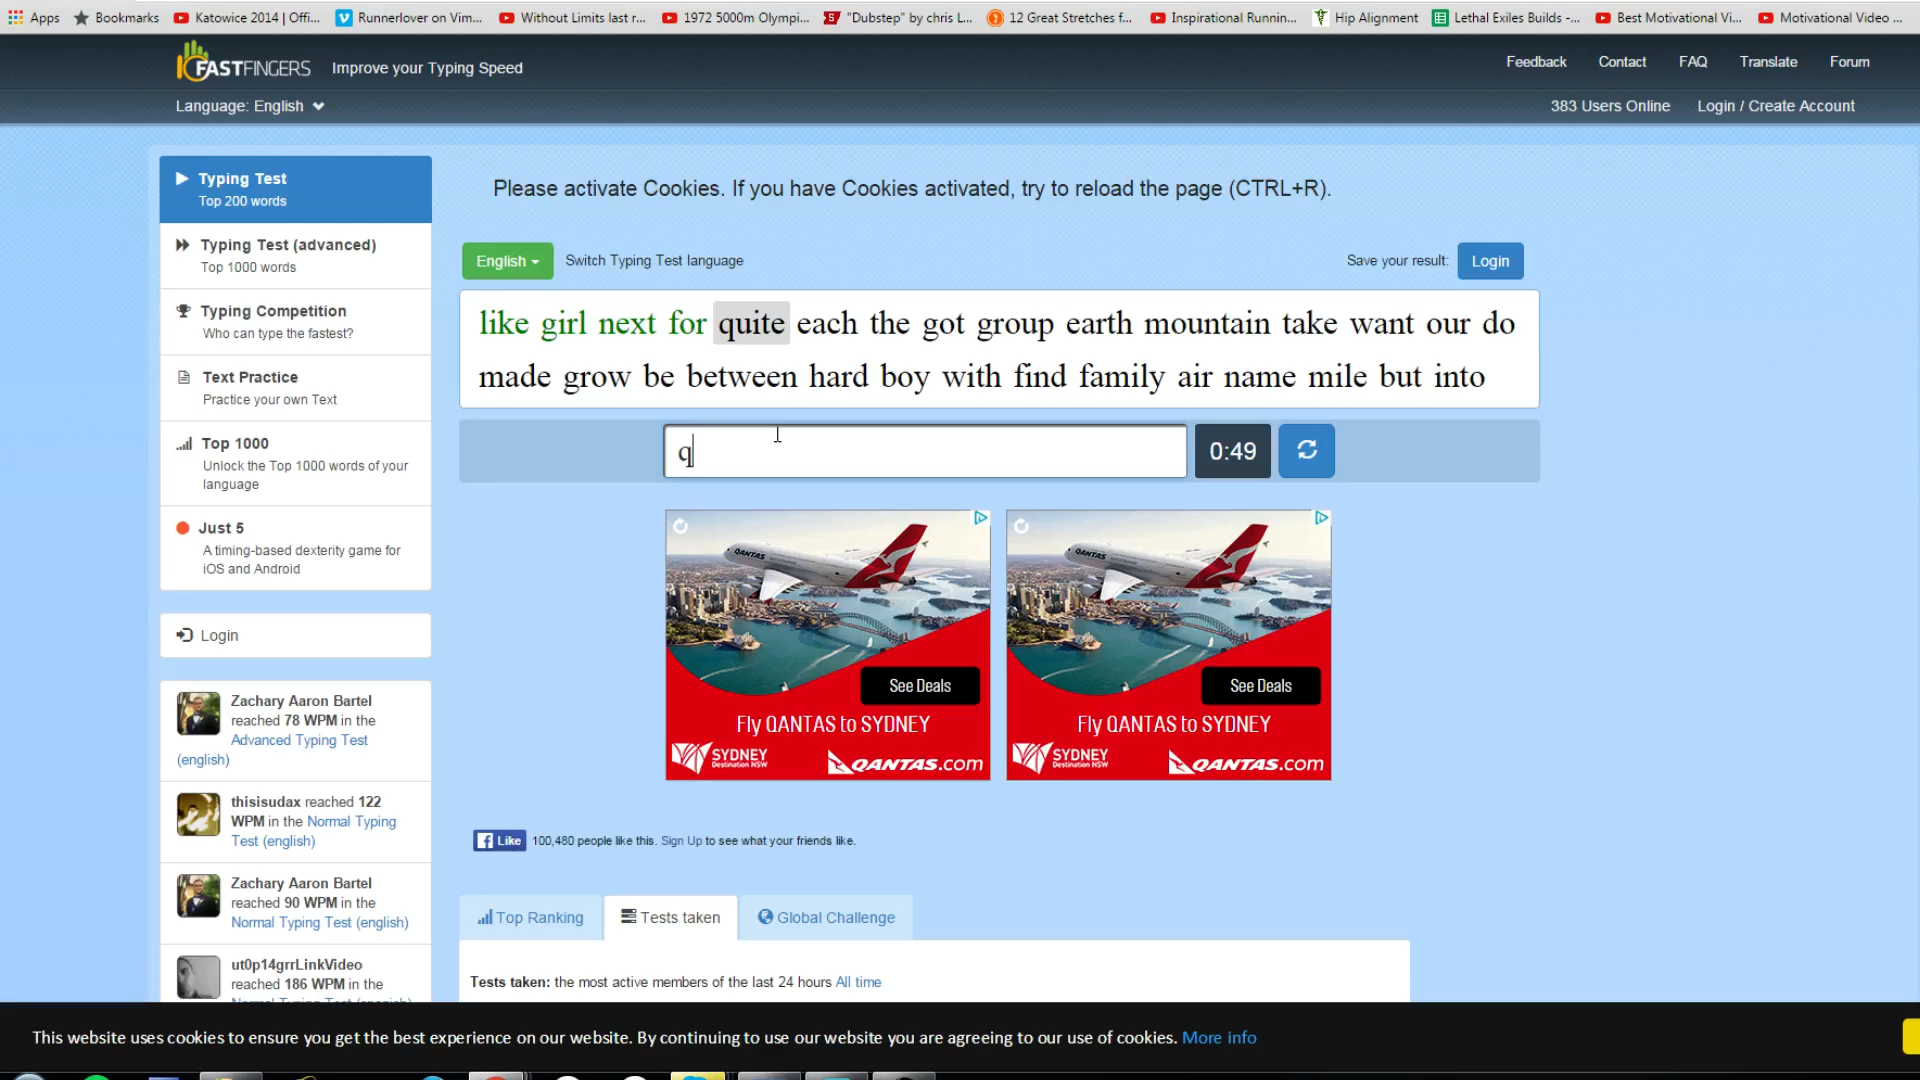 Apps Bookmarks Katowice 2014 | Offi... Runnerlover on Vim... Without Limits last r... 1972 5000m Olympi... "Dubstep" by chris L... 12 Great Stretches f... Inspirational Runnin... Hip Alignment Lethal Exiles Builds -... Best Motivational Vi... Motivational Video ...
FASTFINGERS Improve your Typing Speed
Feedback Contact FAQ Translate Forum
Language: English
383 Users Online Login / Create Account
Typing Test
Top 200 words
Typing Test (advanced)
Top 1000 words
Typing Competition
Who can type the fastest?
Text Practice
Practice your own Text
Top 1000
Unlock the Top 1000 words of your
language
Just 5
A timing-based dexterity game for
iOS and Android
Login
Zachary Aaron Bartel
reached 78 WPM in the
Advanced Typing Test
(english)
thisisudax reached 122
WPM in the Normal Typing
Test (english)
Zachary Aaron Bartel
reached 90 WPM in the
Normal Typing Test (english)
ut0p14grrLinkVideo
reached 186 WPM in the
Please activate Cookies. If you have Cookies activated, try to reload the page (CTRL+R).
English Switch Typing Test language
Save your result: Login
like girl next for quite each the got group earth mountain take want our do
made grow be between hard boy with find family air name mile but into
q
0:49
QANTAS
See Deals
Fly QANTAS to SYDNEY
SYDNEY
Destination NSW
QANTAS.com
QANTAS
See Deals
Fly QANTAS to SYDNEY
SYDNEY
Destination NSW
QANTAS.com
Like 100,480 people like this. Sign Up to see what your friends like.
Top Ranking Tests taken Global Challenge
Tests taken: the most active members of the last 24 hours All time
This website uses cookies to ensure you get the best experience on our website. By continuing to use our website you are agreeing to our use of cookies. More info